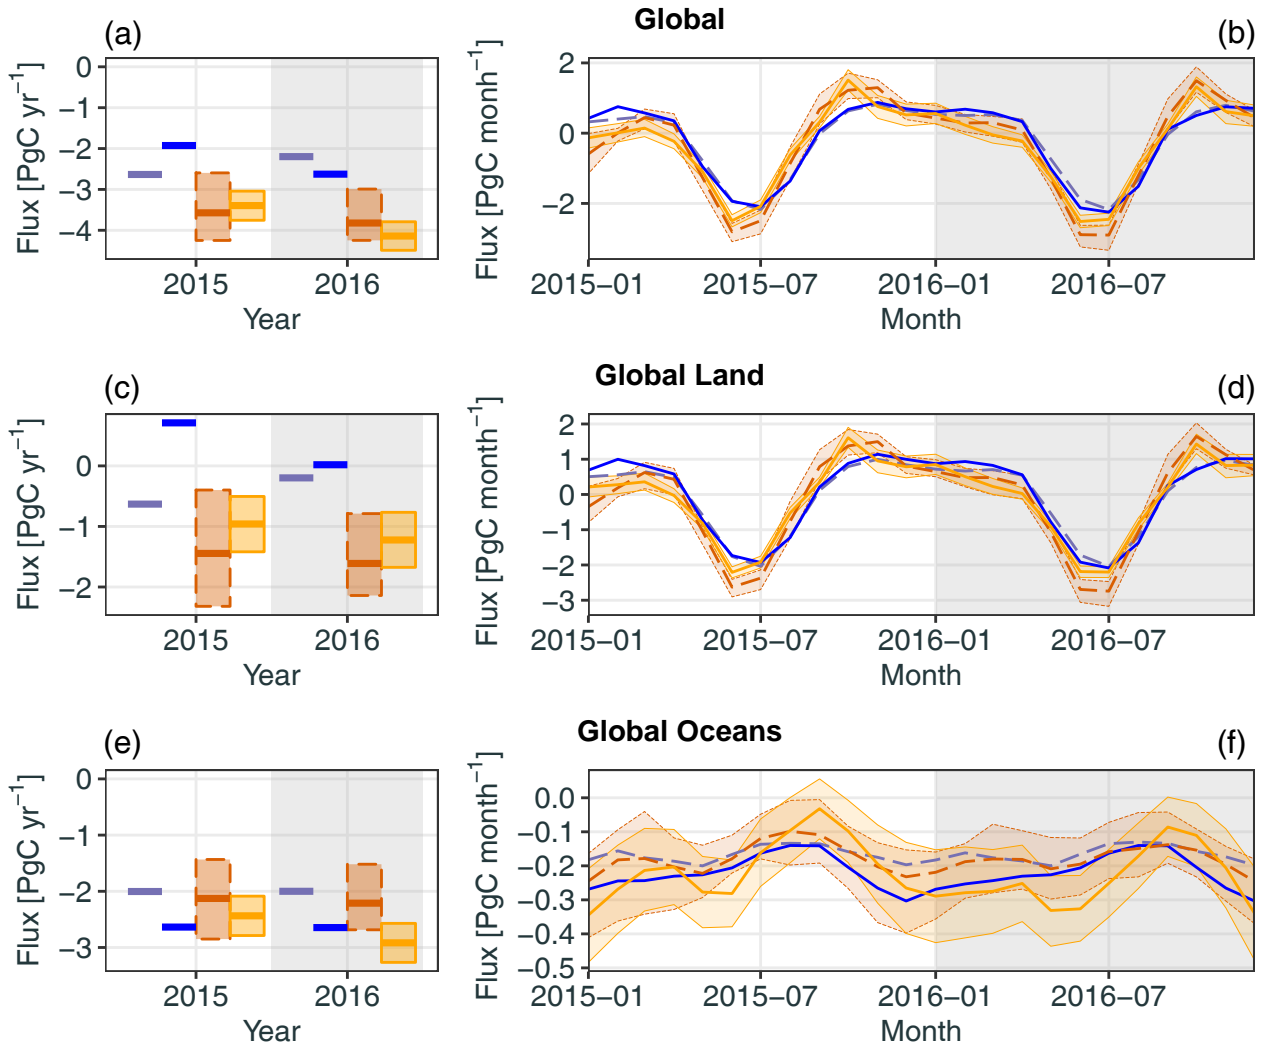 Global
(a)
Flux [PgC yr⁻¹]
0
−1
−2
−3
−4
2015
2016
Year
(b)
Flux [PgC monh⁻¹]
2
0
−2
2015−01
2015−07
2016−01
2016−07
Month
Global Land
(c)
Flux [PgC yr⁻¹]
0
−1
−2
2015
2016
Year
(d)
Flux [PgC month⁻¹]
2
1
0
−1
−2
−3
2015−01
2015−07
2016−01
2016−07
Month
Global Oceans
(e)
Flux [PgC yr⁻¹]
0
−1
−2
−3
2015
2016
Year
(f)
Flux [PgC month⁻¹]
0.0
−0.1
−0.2
−0.3
−0.4
−0.5
2015−01
2015−07
2016−01
2016−07
Month